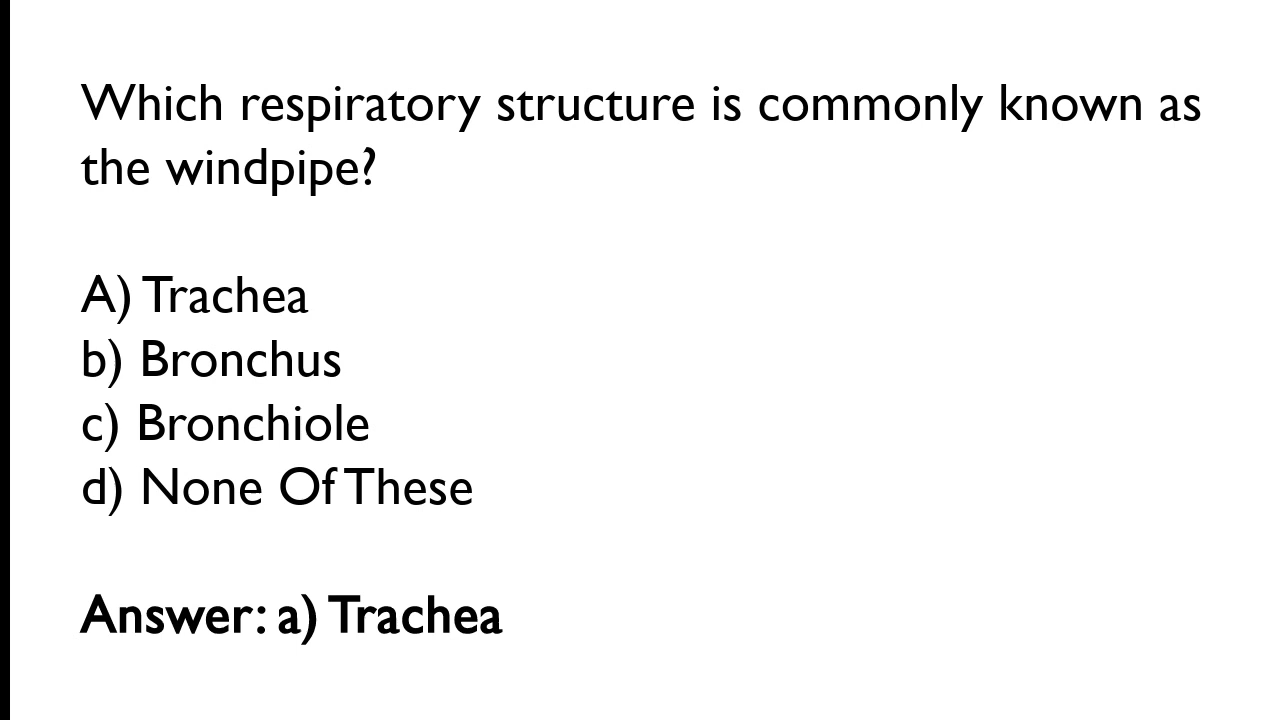 Which respiratory structure is commonly known as
the windpipe?
A) Trachea
b) Bronchus
c) Bronchiole
d) None Of These
Answer: a) Trachea